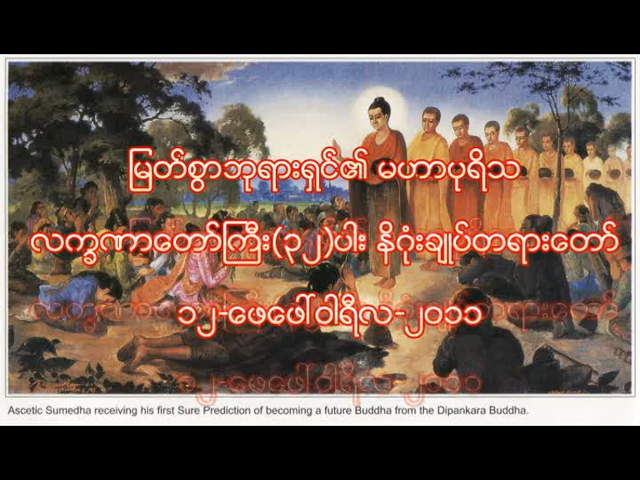 မြတ်စွာဘုရားရှင်၏ မဟာပုရိသ
လက္ခဏာတော်ကြီး(၃၂)ပါး နိဂုံးချုပ်တရားတော်
၁၂-ဖေဖေါ်ဝါရီလ-၂၀၁၁
Ascetic Sumedha receiving his first Sure Prediction of becoming a future Buddha from the Dipankara Buddha.